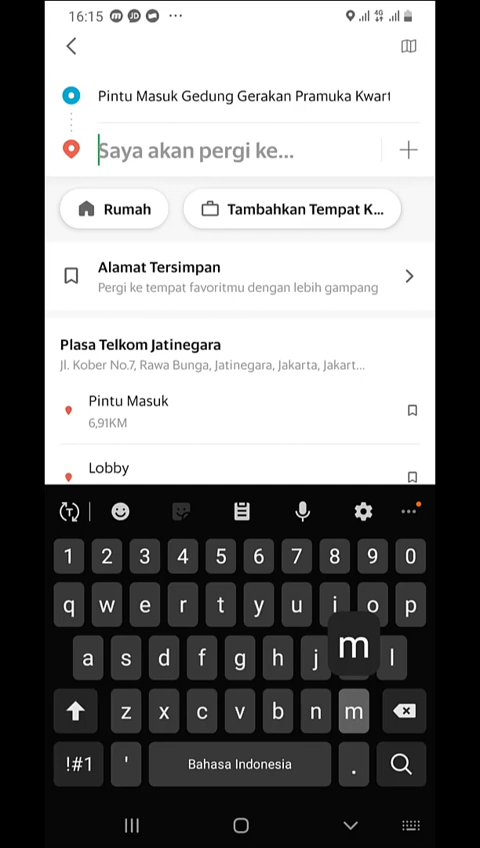 16:15
4G
Pintu Masuk Gedung Gerakan Pramuka Kwart
Saya akan pergi ke...
Rumah
Tambahkan Tempat K...
Alamat Tersimpan
Pergi ke tempat favoritmu dengan lebih gampang
Plasa Telkom Jatinegara
Jl. Kober No.7, Rawa Bunga, Jatinegara, Jakarta, Jakart...
Pintu Masuk
6,91KM
Lobby
T
1 2 3 4 5 6 7 8 9 0
q w e r t y u i o p
a s d f g h j l
m
z x c v b n m
!#1 ' Bahasa Indonesia .